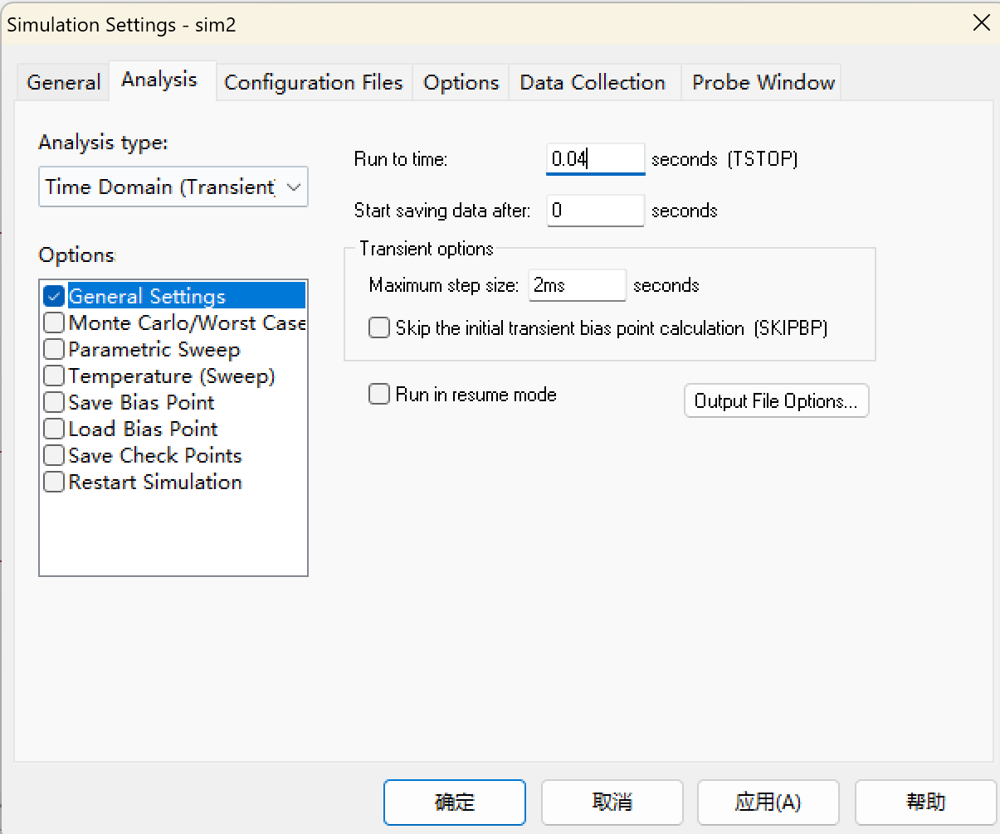 Simulation Settings - sim2
General Analysis Configuration Files Options Data Collection Probe Window
Analysis type:
Time Domain (Transient)
Run to time: 0.04 seconds (TSTOP)
Start saving data after: 0 seconds
Options
General Settings
Monte Carlo/Worst Case
Parametric Sweep
Temperature (Sweep)
Save Bias Point
Load Bias Point
Save Check Points
Restart Simulation
Transient options
Maximum step size: 2ms seconds
Skip the initial transient bias point calculation (SKIPBP)
Run in resume mode
Output File Options...
确定 取消 应用(A) 帮助